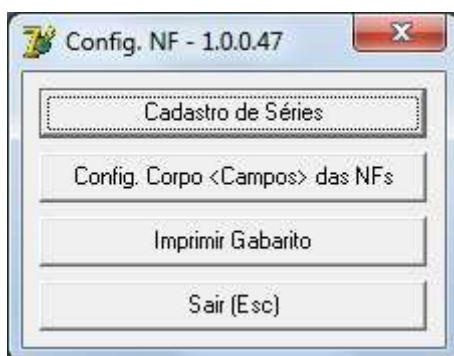 Config. NF - 1.0.0.47
Cadastro de Séries
Config. Corpo <Campos> das NFs
Imprimir Gabarito
Sair (Esc)